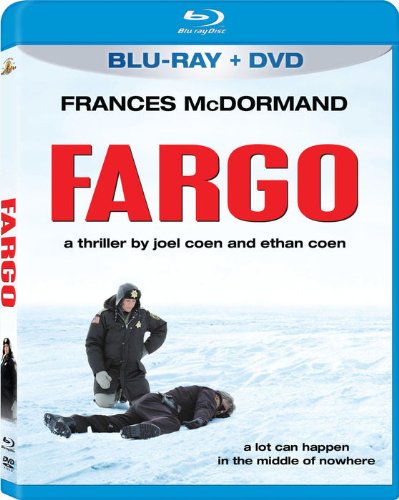 Blu-ray Disc
BLU-RAY + DVD
FRANCES McDORMAND
FARGO
a thriller by joel coen and ethan coen
a lot can happen
in the middle of nowhere
FARGO
DVD